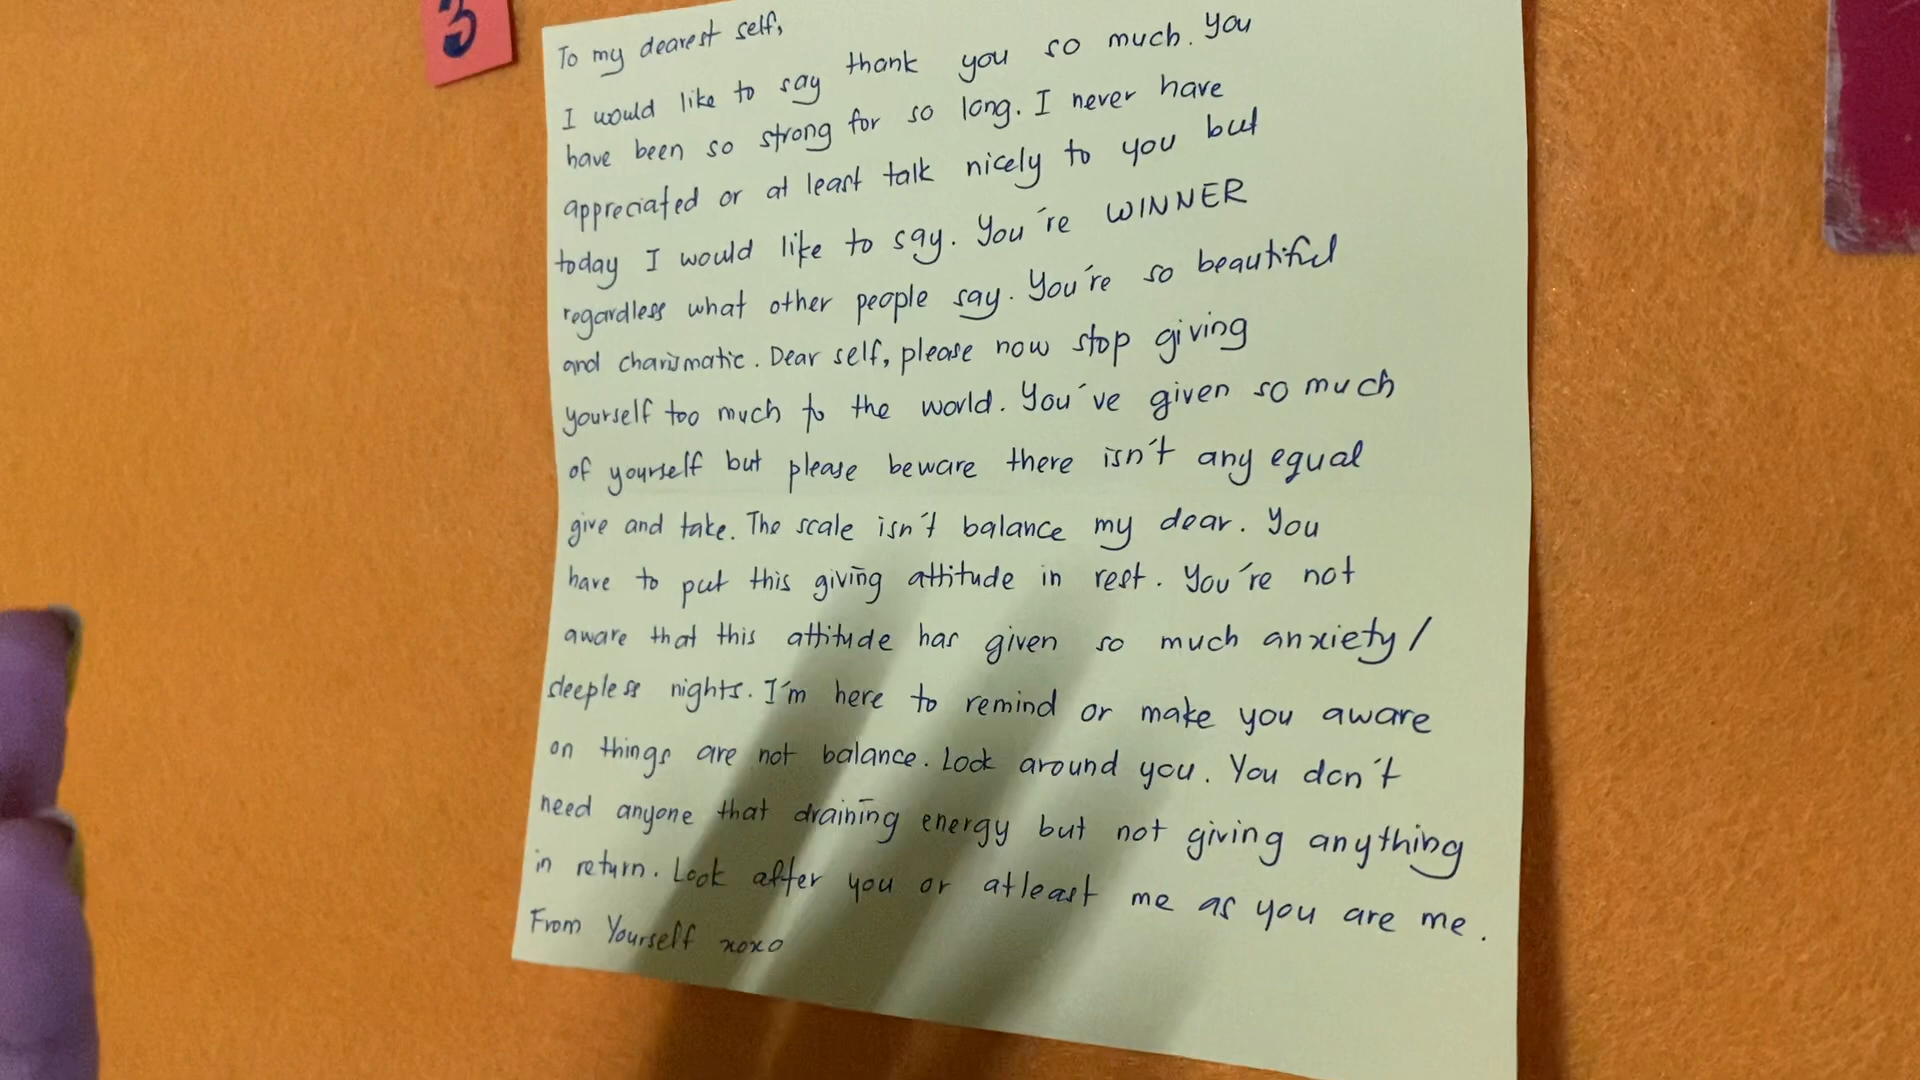 3
To my dearest self,
I would like to say thank you so much. You
have been so strong for so long. I never have
appreciated or at least talk nicely to you but
today I would like to say. You're WINNER
regardless what other people say. You're so beautiful
and charismatic. Dear self, please now stop giving
yourself too much to the world. You've given so much
of yourself but please beware there isn't any equal
give and take. The scale isn't balance my dear. You
have to put this giving attitude in rest. You're not
aware that this attitude has given so much anxiety/
sleepless nights. I'm here to remind or make you aware
on things are not balance. Look around you. You don't
need anyone that draining energy but not giving anything
in return. Look after you or atleast me as you are me.
From Yourself xoxo